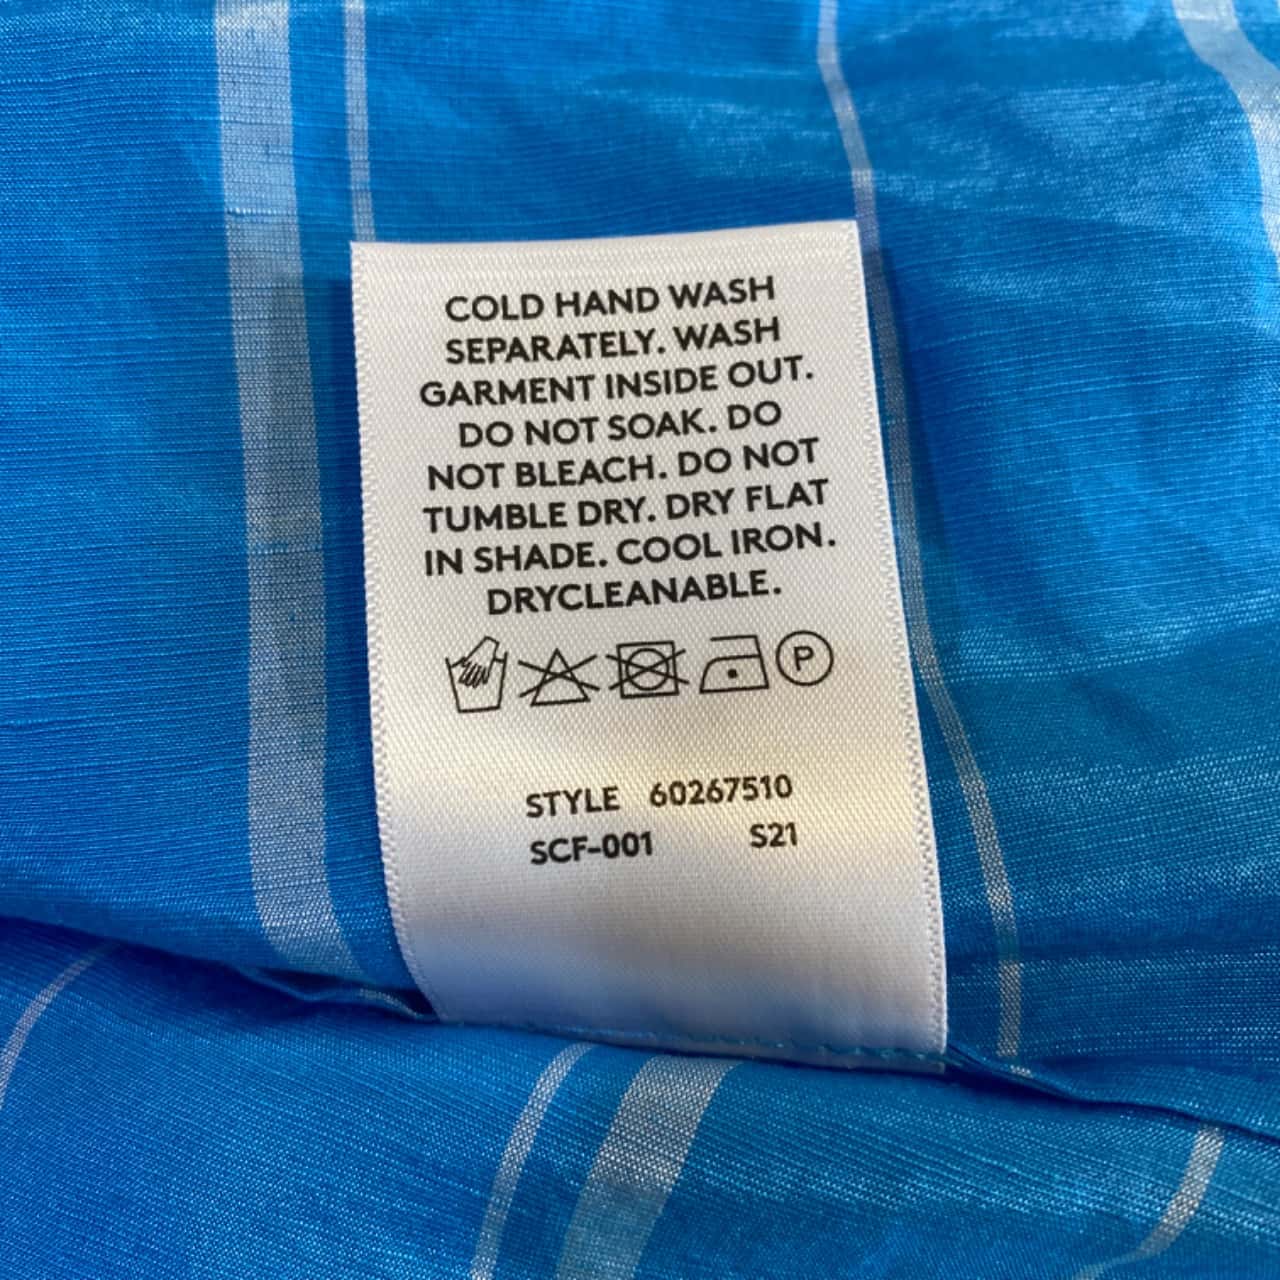 COLD HAND WASH
SEPARATELY. WASH
GARMENT INSIDE OUT.
DO NOT SOAK. DO
NOT BLEACH. DO NOT
TUMBLE DRY. DRY FLAT
IN SHADE. COOL IRON.
DRYCLEANABLE.
P
STYLE 60267510
SCF-001 S21